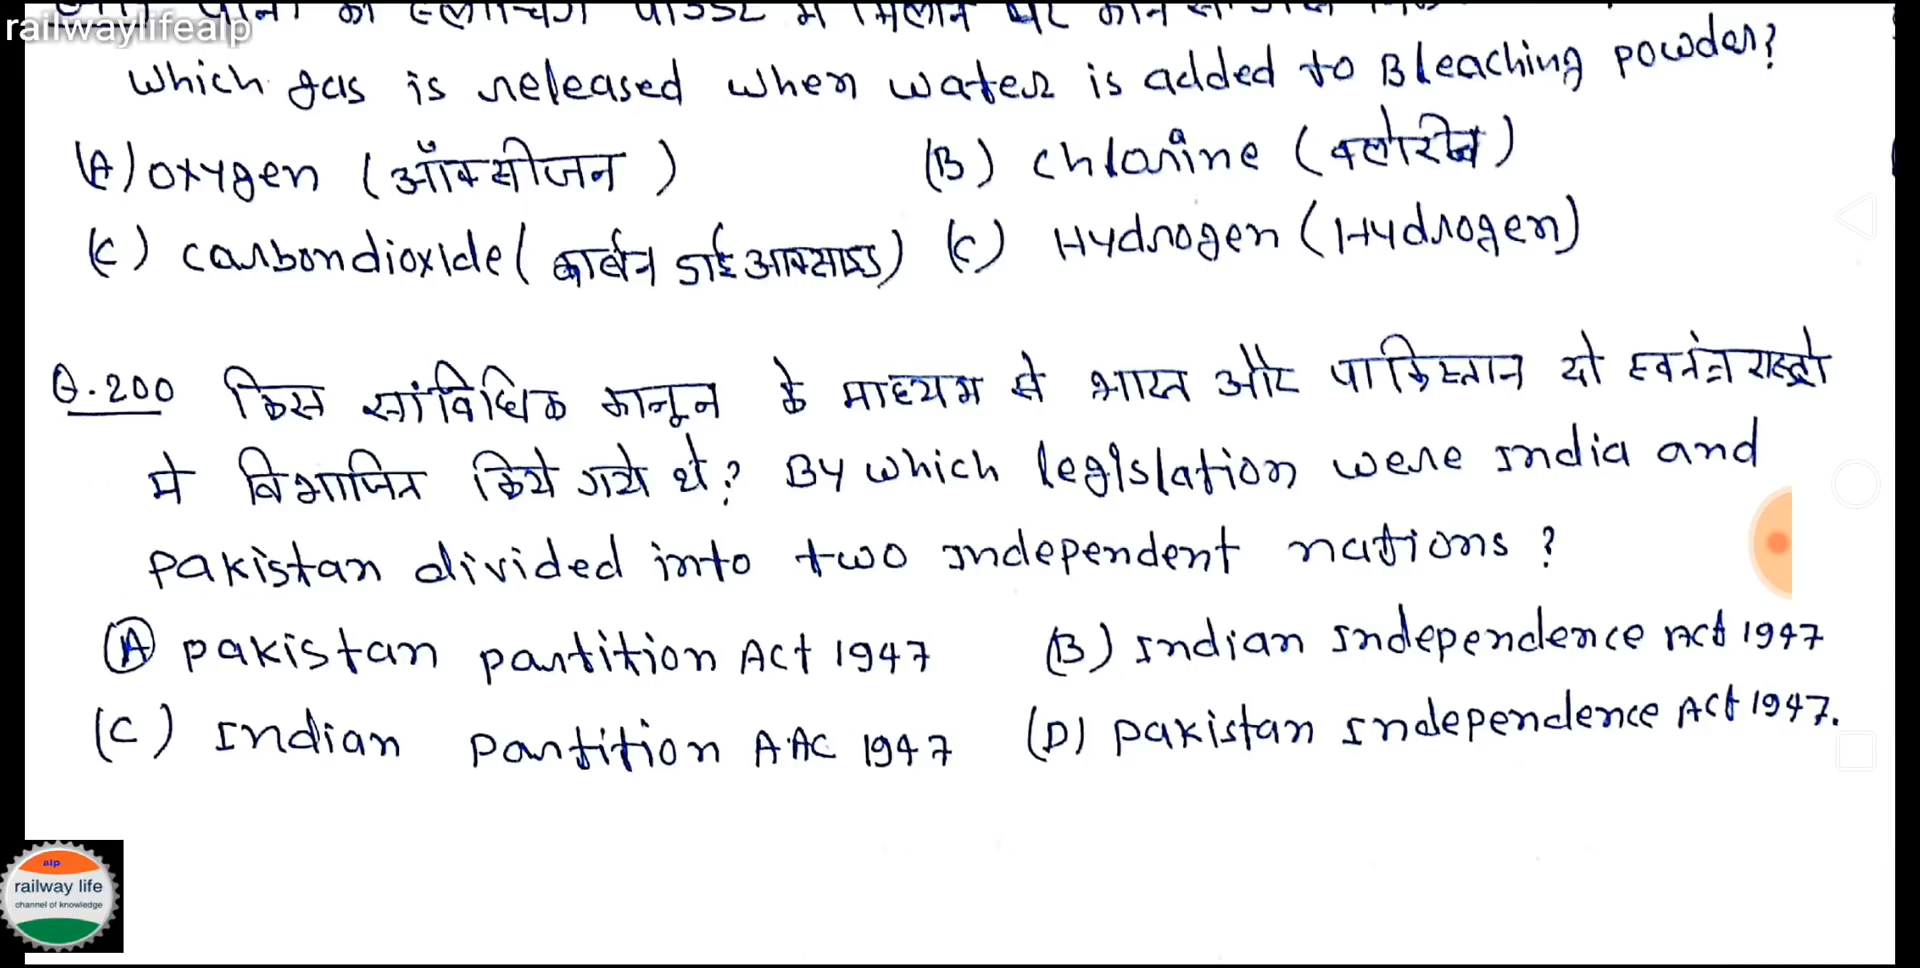 railwaylifealp
which gas is released when water is added to Bleaching powder?
(A) oxygen (ऑक्सीजन )
(B) chlorine (क्लोरीन)
(C) carbondioxide ( कार्बन डाई आक्साइड)
(C) Hydrogen (Hydrogen)
Q.200 किस सांविधिक कानून के माध्यम से भारत और पाकिस्तान दो स्वतंत्र राष्ट्रो
मे विभाजित किये गये थे? By which legislation were India and
pakistan divided into two Independent nations ?
(A) pakistan partition Act 1947
(B) Indian Independence Act 1947
(C) Indian partition AAC 1947
(D) pakistan Independence Act 1947.
alp
railway life
channel of knowledge